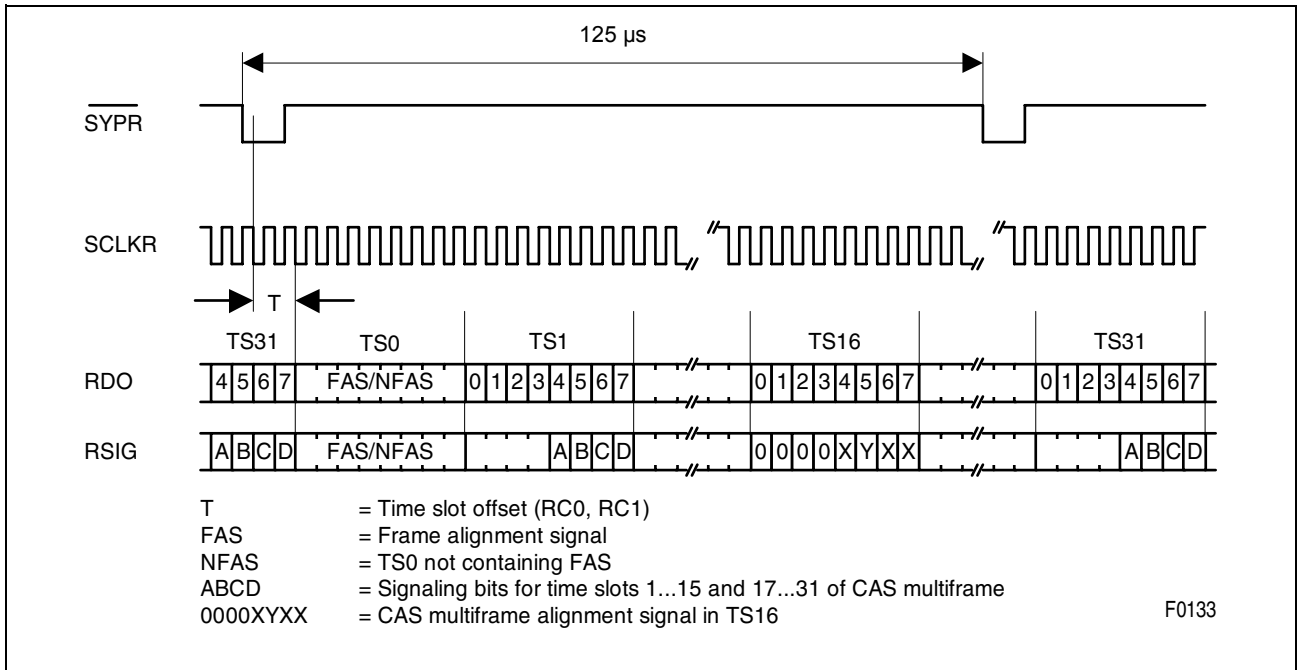 125 µs
SYPR
SCLKR
T
TS31 TS0 TS1 TS16 TS31
RDO 4 5 6 7 FAS/NFAS 0 1 2 3 4 5 6 7 0 1 2 3 4 5 6 7 0 1 2 3 4 5 6 7
RSIG A B C D FAS/NFAS A B C D 0 0 0 0 X Y X X A B C D
T = Time slot offset (RC0, RC1)
FAS = Frame alignment signal
NFAS = TS0 not containing FAS
ABCD = Signaling bits for time slots 1...15 and 17...31 of CAS multiframe
0000XYXX = CAS multiframe alignment signal in TS16
F0133